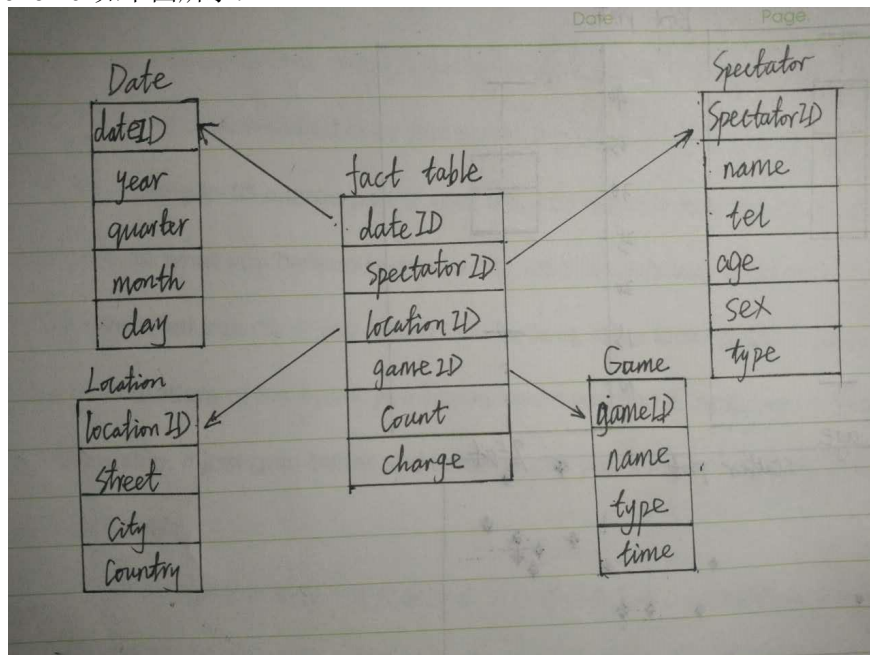 Date
Page.
Date
dateID
year
quarter
month
day
fact table
dateID
SpectatorID
locationID
gameID
Count
charge
Spectator
SpectatorID
name
tel
age
sex
type
Location
locationID
Street
City
Country
Game
gameID
name
type
time